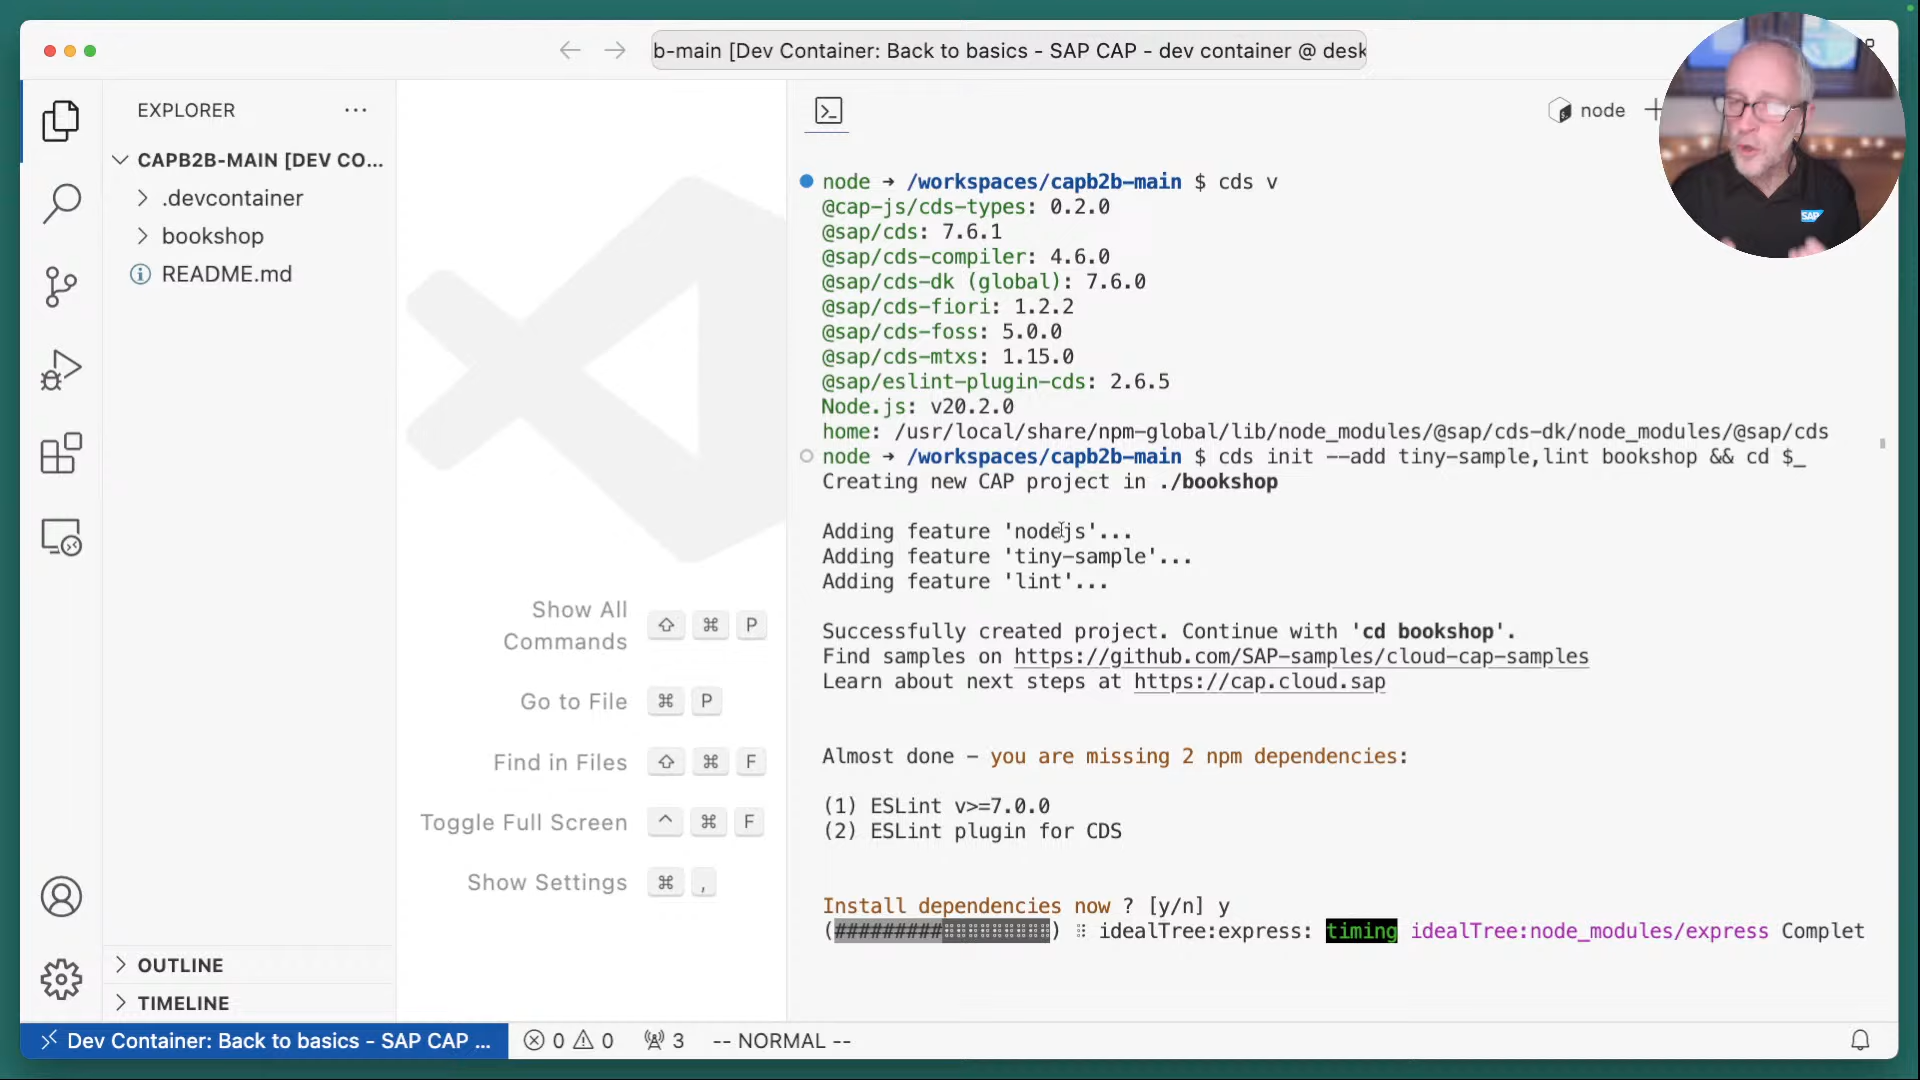 b-main [Dev Container: Back to basics - SAP CAP - dev container @ desk
EXPLORER
CAPB2B-MAIN [DEV CO...
.devcontainer
bookshop
README.md
Show All Commands ⇧ ⌘ P
Go to File ⌘ P
Find in Files ⇧ ⌘ F
Toggle Full Screen ^ ⌘ F
Show Settings ⌘ ,
OUTLINE
TIMELINE
node
SAP
node → /workspaces/capb2b-main $ cds v
@cap-js/cds-types: 0.2.0
@sap/cds: 7.6.1
@sap/cds-compiler: 4.6.0
@sap/cds-dk (global): 7.6.0
@sap/cds-fiori: 1.2.2
@sap/cds-foss: 5.0.0
@sap/cds-mtxs: 1.15.0
@sap/eslint-plugin-cds: 2.6.5
Node.js: v20.2.0
home: /usr/local/share/npm-global/lib/node_modules/@sap/cds-dk/node_modules/@sap/cds
node → /workspaces/capb2b-main $ cds init --add tiny-sample,lint bookshop && cd $_
Creating new CAP project in ./bookshop
Adding feature 'nodejs'...
Adding feature 'tiny-sample'...
Adding feature 'lint'...
Successfully created project. Continue with 'cd bookshop'.
Find samples on https://github.com/SAP-samples/cloud-cap-samples
Learn about next steps at https://cap.cloud.sap
Almost done – you are missing 2 npm dependencies:
(1) ESLint v>=7.0.0
(2) ESLint plugin for CDS
Install dependencies now ? [y/n] y
(#########⠂⠂⠂⠂⠂⠂⠂⠂⠂) ⠸ idealTree:express: timing idealTree:node_modules/express Complet
Dev Container: Back to basics - SAP CAP ... 0 0 3 -- NORMAL --